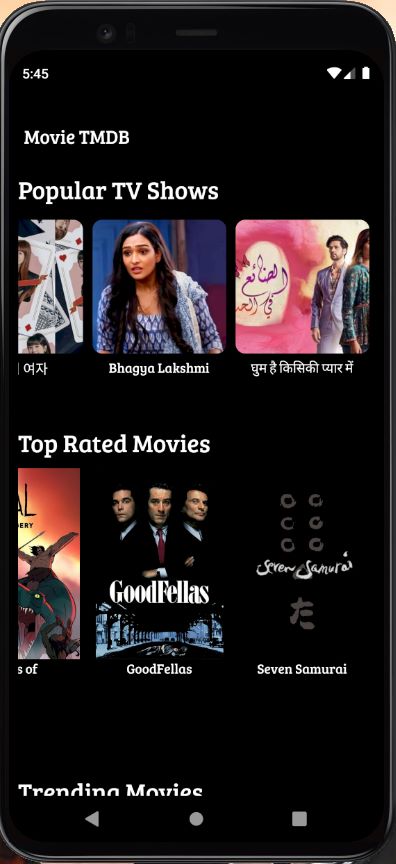 5:45
Movie TMDB
Popular TV Shows
여자
Bhagya Lakshmi
घुम है किसिकी प्यार में
Top Rated Movies
GoodFellas
Seven Samurai
た
s of
GoodFellas
Seven Samurai
Trending Movies